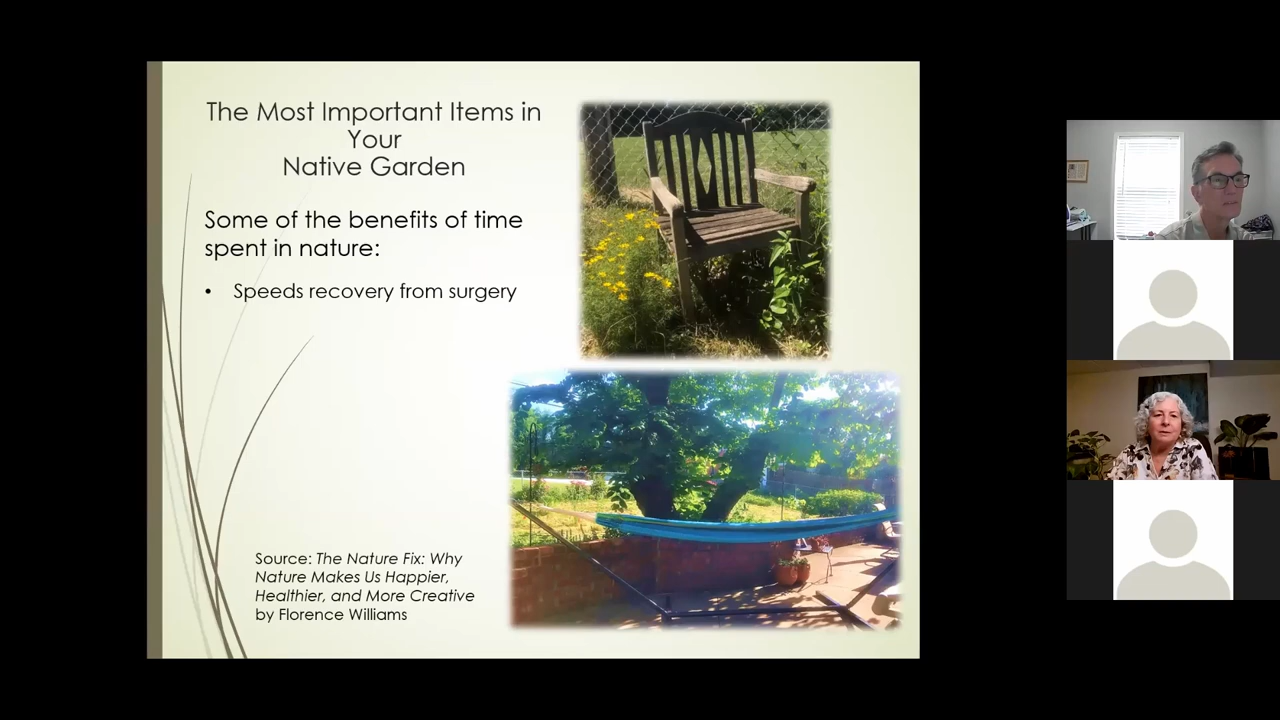 The Most Important Items in
Your
Native Garden
Some of the benefits of time
spent in nature:
• Speeds recovery from surgery
Source: The Nature Fix: Why
Nature Makes Us Happier,
Healthier, and More Creative
by Florence Williams